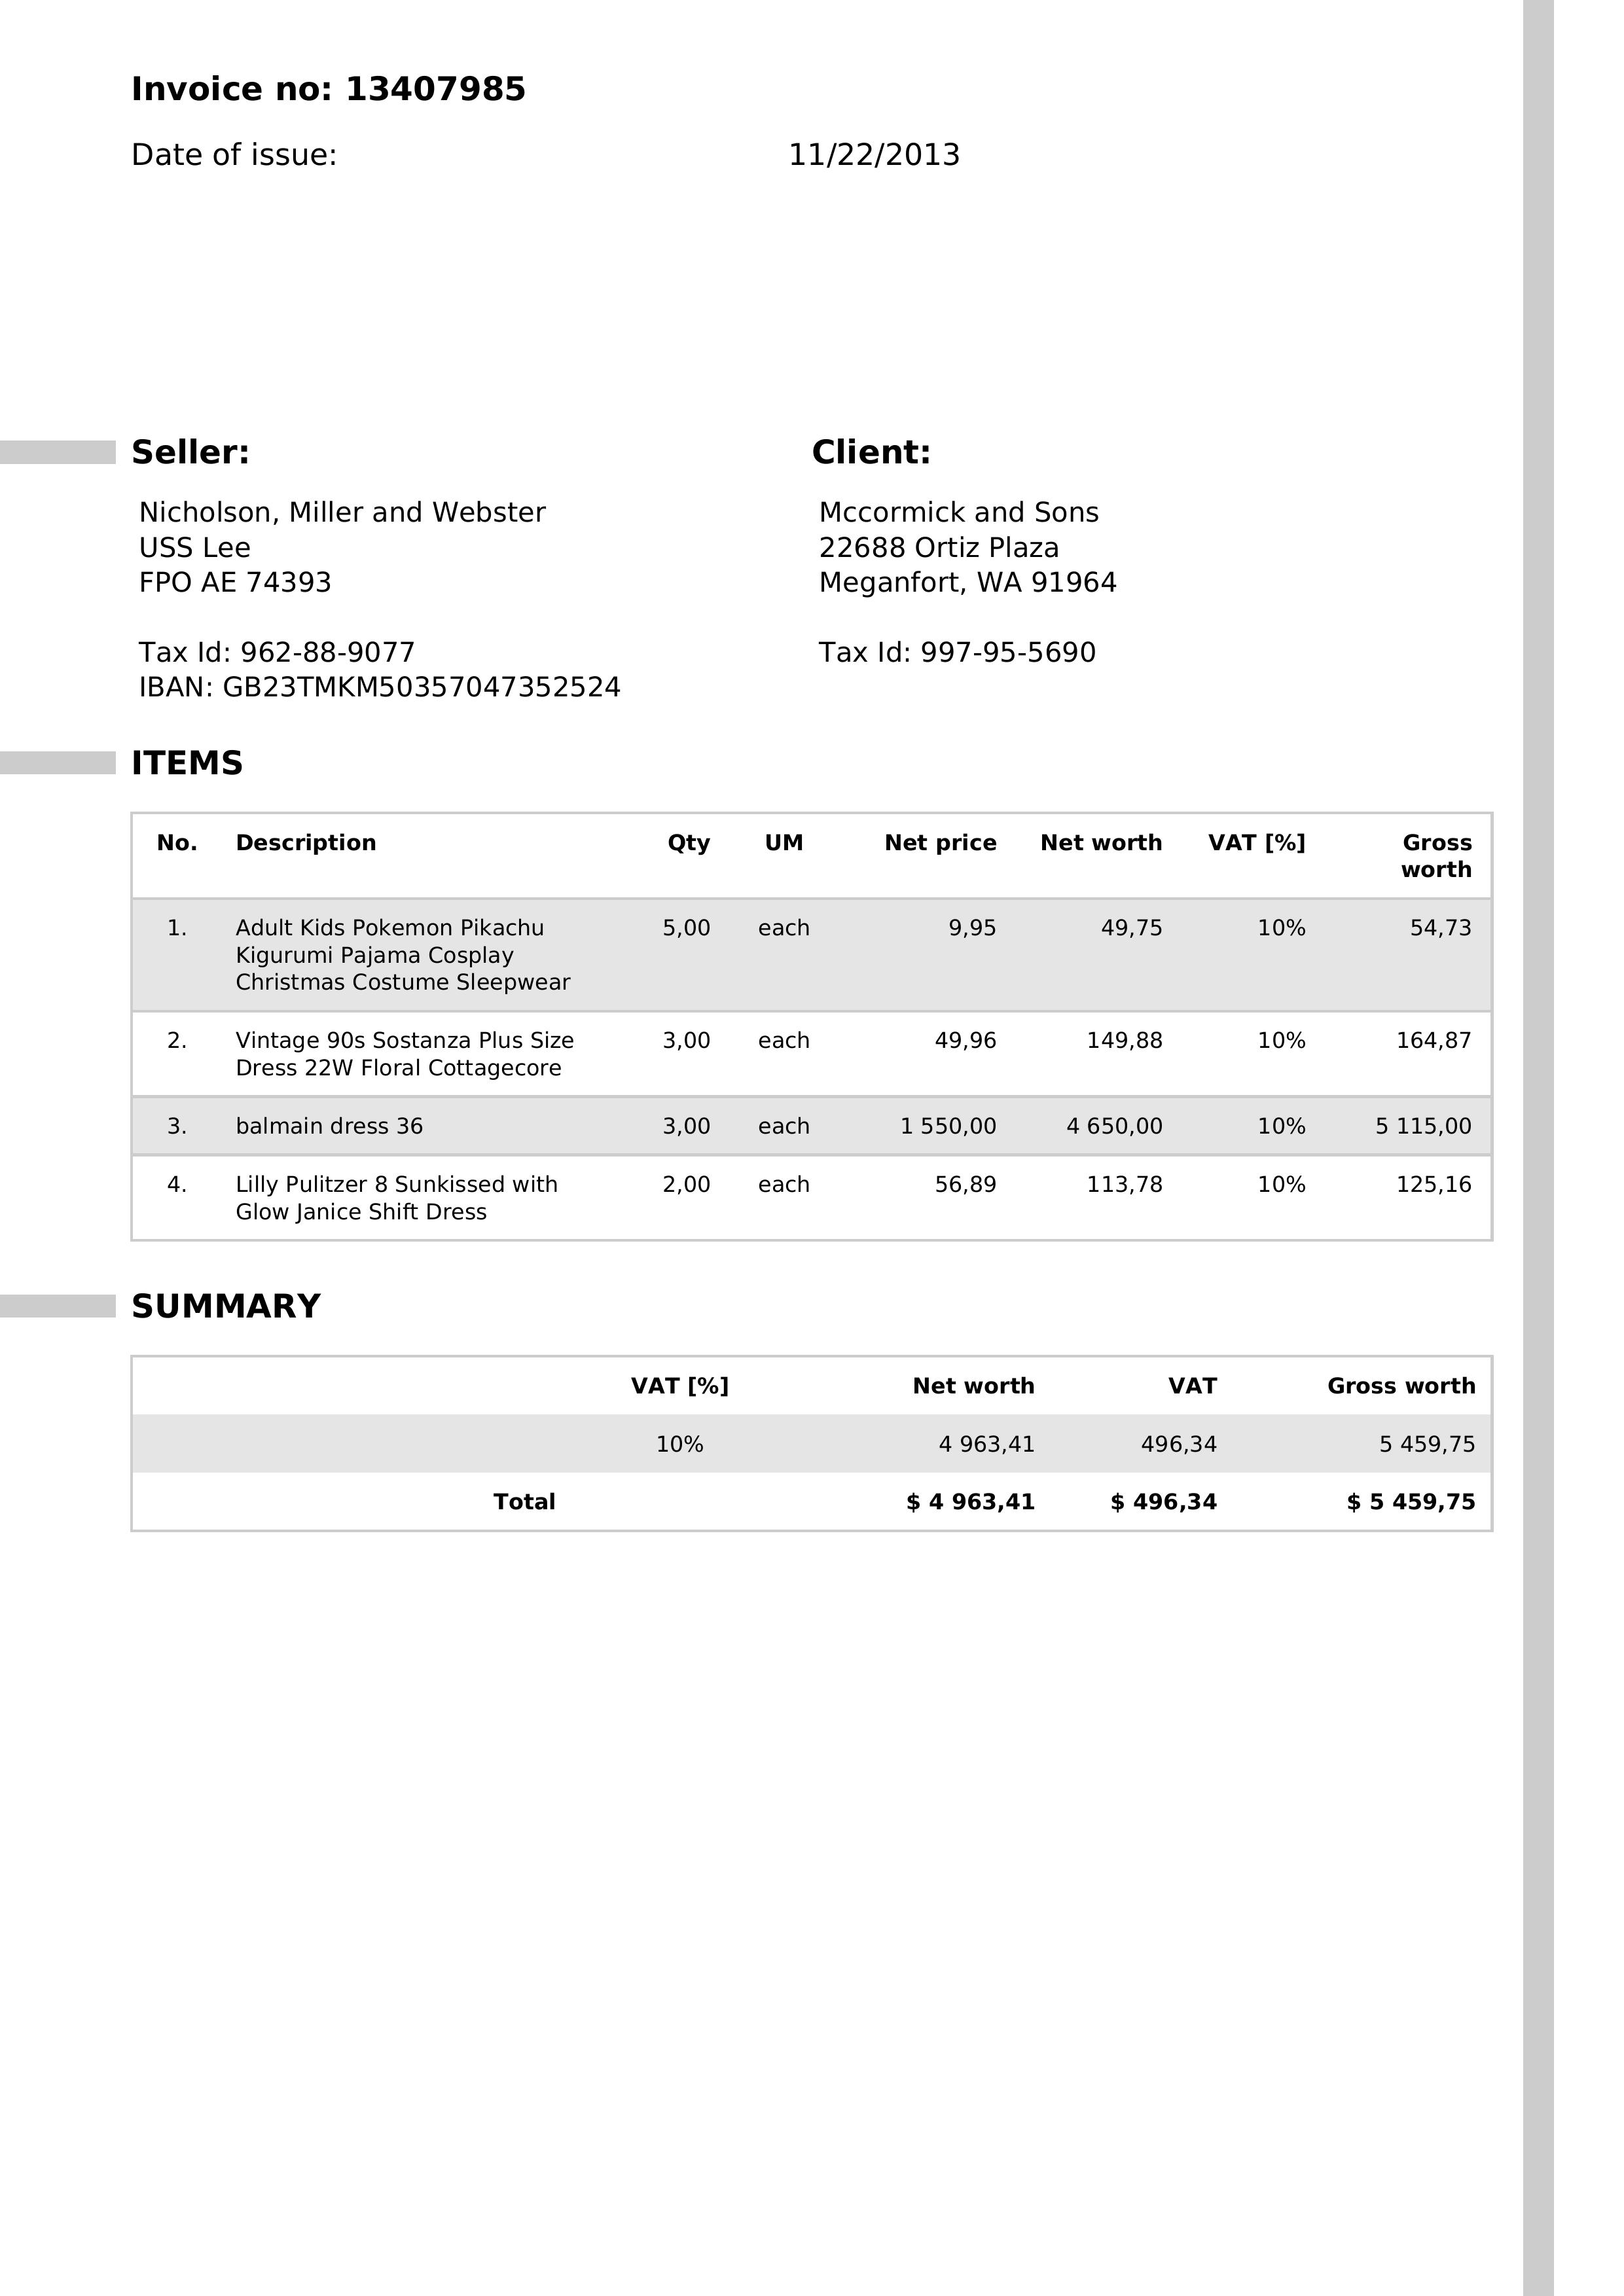 Invoice no: 13407985
Date of issue: 11/22/2013
Seller:
Nicholson, Miller and Webster
USS Lee
FPO AE 74393
Tax Id: 962-88-9077
IBAN: GB23TMKM50357047352524
Client:
Mccormick and Sons
22688 Ortiz Plaza
Meganfort, WA 91964
Tax Id: 997-95-5690
ITEMS
No. Description Qty UM Net price Net worth VAT [%] Gross
worth
1. Adult Kids Pokemon Pikachu 5,00 each 9,95 49,75 10% 54,73
Kigurumi Pajama Cosplay
Christmas Costume Sleepwear
2. Vintage 90s Sostanza Plus Size 3,00 each 49,96 149,88 10% 164,87
Dress 22W Floral Cottagecore
3. balmain dress 36 3,00 each 1 550,00 4 650,00 10% 5 115,00
4. Lilly Pulitzer 8 Sunkissed with 2,00 each 56,89 113,78 10% 125,16
Glow Janice Shift Dress
SUMMARY
VAT [%] Net worth VAT Gross worth
10% 4 963,41 496,34 5 459,75
Total $ 4 963,41 $ 496,34 $ 5 459,75